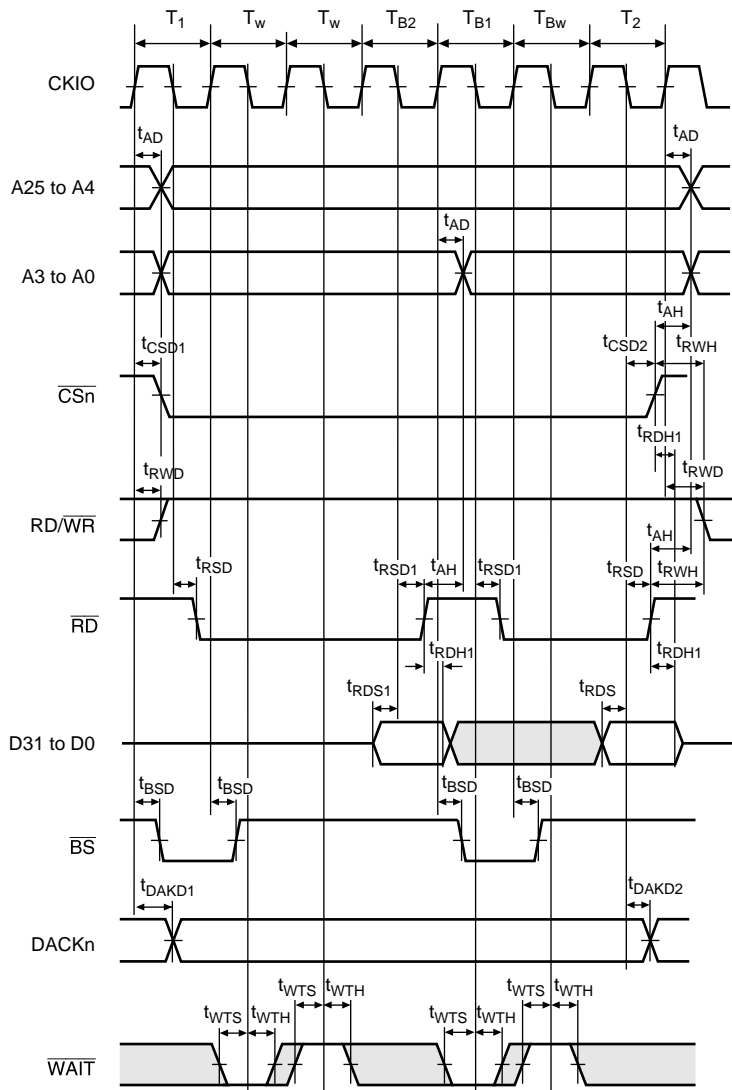 T1 Tw Tw TB2 TB1 TBw T2
CKIO
tAD tAD
A25 to A4
tAD
A3 to A0
tAH
tCSD1 tCSD2 tRWH
CSn
tRDH1
tRWD tRWD
RD/WR
tAH
tRSD tRSD1 tAH tRSD1 tRSD tRWH
RD
tRDH1 tRDH1
tRDS1 tRDS
D31 to D0
tBSD tBSD tBSD tBSD
BS
tDAKD1 tDAKD2
DACKn
tWTS tWTH tWTS tWTH tWTS tWTH tWTS tWTH
WAIT